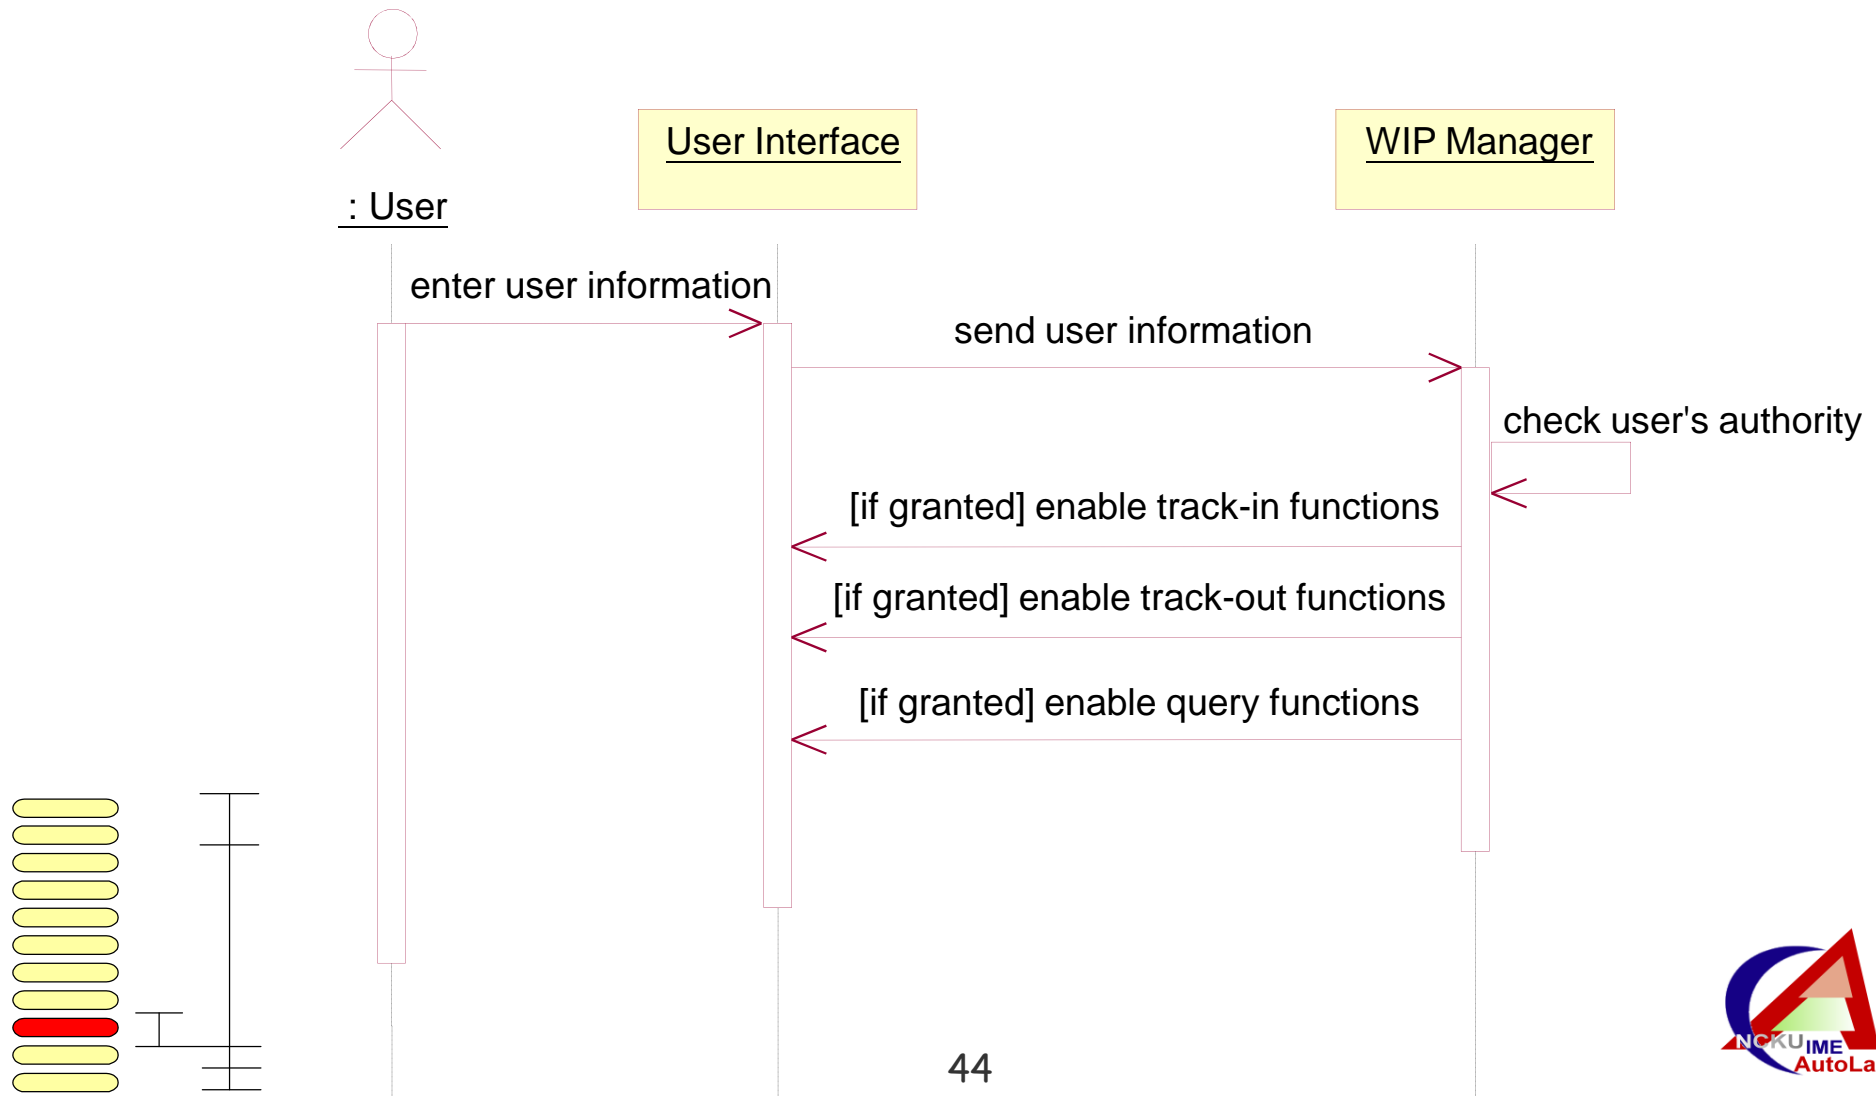 : User
User Interface
WIP Manager
enter user information
send user information
check user's authority
[if granted] enable track-in functions
[if granted] enable track-out functions
[if granted] enable query functions
44
NCKU IME
AutoLa